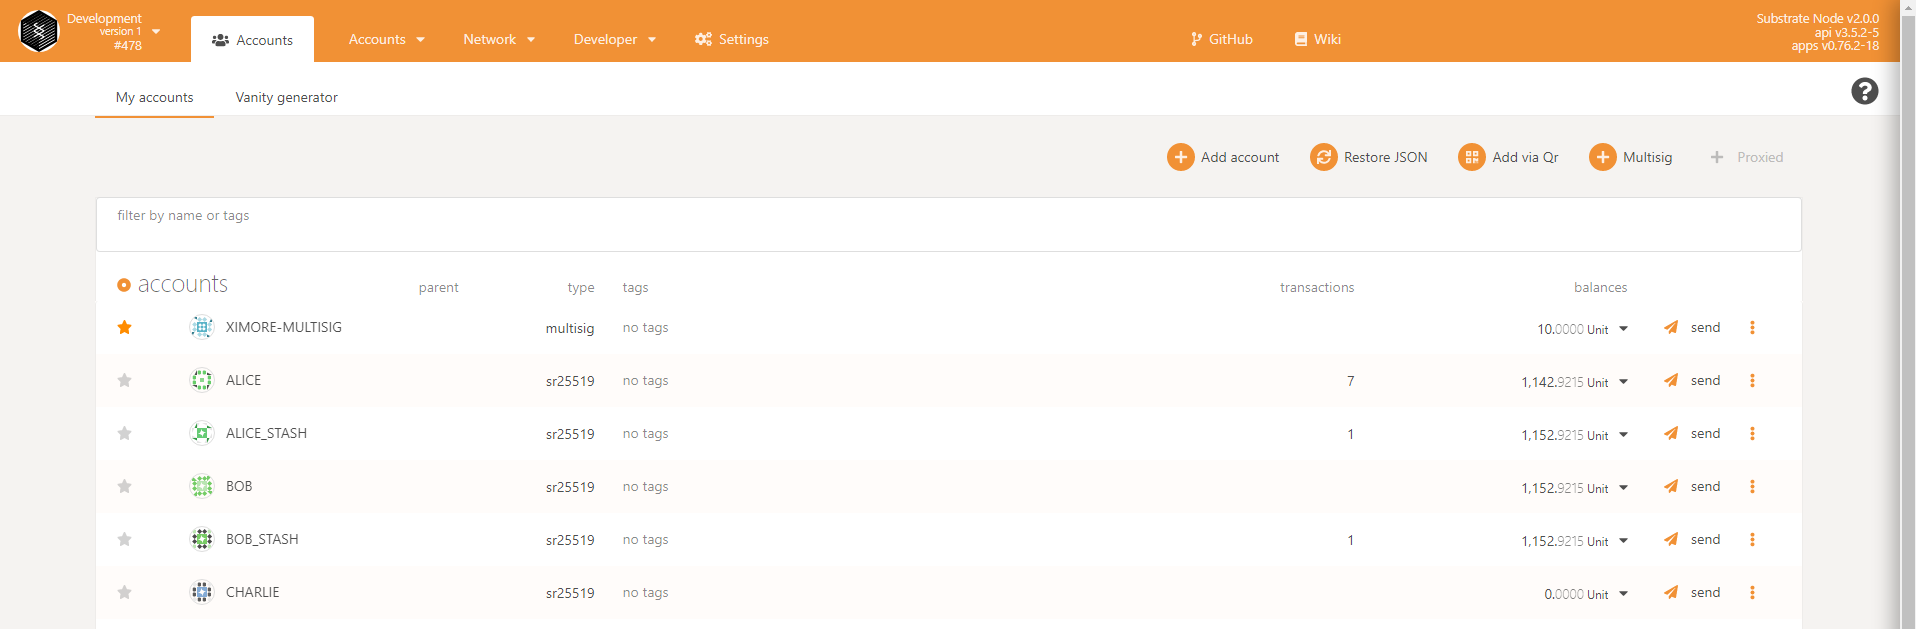 Development
version 1
#478
Accounts
Accounts
Network
Developer
Settings
GitHub
Wiki
Substrate Node v2.0.0
api v3.5.2-5
apps v0.76.2-18
My accounts
Vanity generator
Add account
Restore JSON
Add via Qr
Multisig
Proxied
filter by name or tags
accounts parent type tags transactions balances
XIMORE-MULTISIG multisig no tags 10.0000 Unit send
ALICE sr25519 no tags 7 1,142.9215 Unit send
ALICE_STASH sr25519 no tags 1 1,152.9215 Unit send
BOB sr25519 no tags 1,152.9215 Unit send
BOB_STASH sr25519 no tags 1 1,152.9215 Unit send
CHARLIE sr25519 no tags 0.0000 Unit send